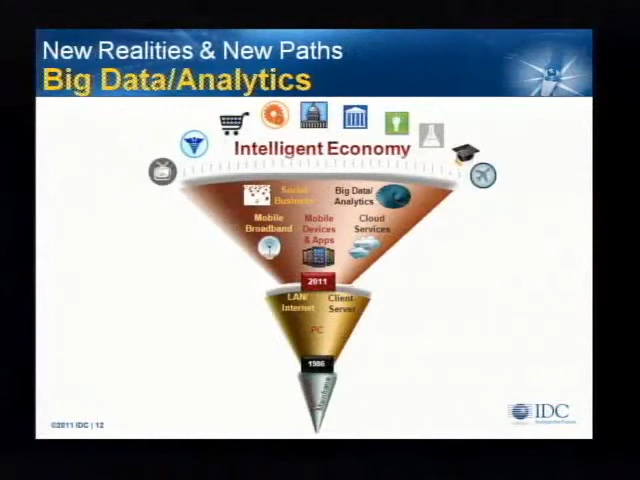 New Realities & New Paths
Big Data/Analytics
Intelligent Economy
Social
Business
Big Data/
Analytics
Mobile
Broadband
Mobile
Devices
& Apps
Cloud
Services
2011
LAN/
Internet
Client-
Server
PC
1986
©2011 IDC | 12
IDC